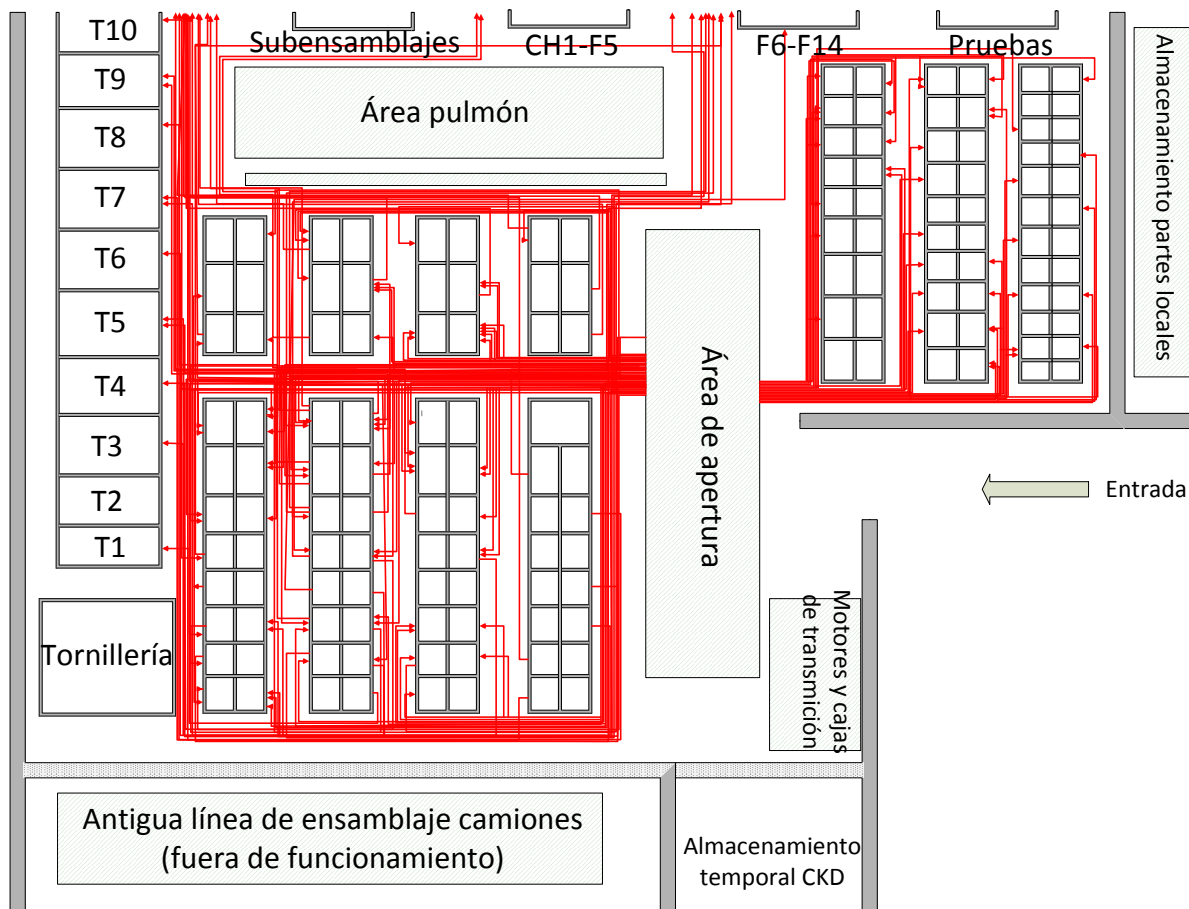 T10
Subensamblajes
CH1-F5
F6-F14
Pruebas
T9
T8
T7
T6
T5
T4
T3
T2
T1
Tornillería
Área pulmón
Área de apertura
Almacenamiento partes locales
Entrada
Motores y cajas
de transmición
Antigua línea de ensamblaje camiones
(fuera de funcionamiento)
Almacenamiento
temporal CKD